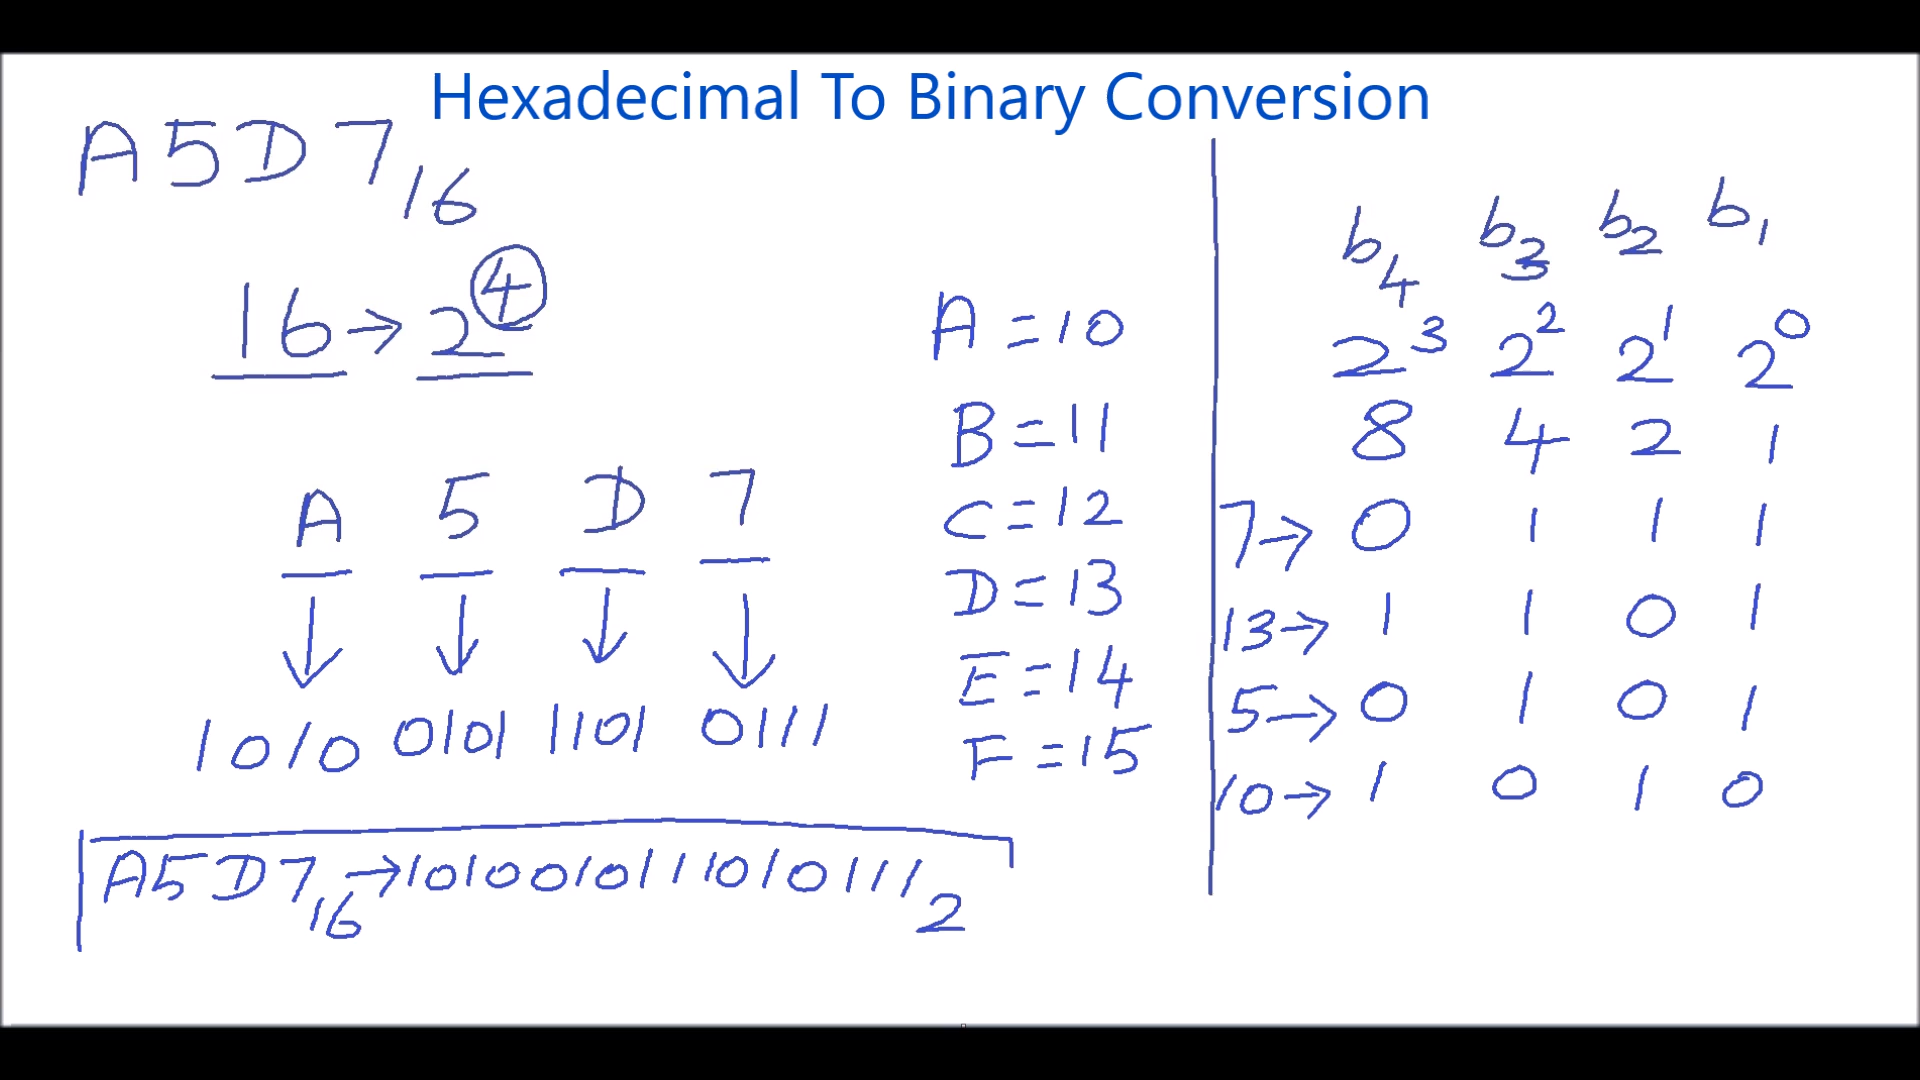 Hexadecimal To Binary Conversion
A5D7₁₆
16→2⁴
A 5 D 7
1010 0101 1101 0111
A5D7₁₆→1010010111010111₂
A=10
B=11
C=12
D=13
E=14
F=15
b₄ b₃ b₂ b₁
2³ 2² 2¹ 2⁰
8 4 2 1
7→ 0 1 1 1
13→ 1 1 0 1
5→ 0 1 0 1
10→ 1 0 1 0